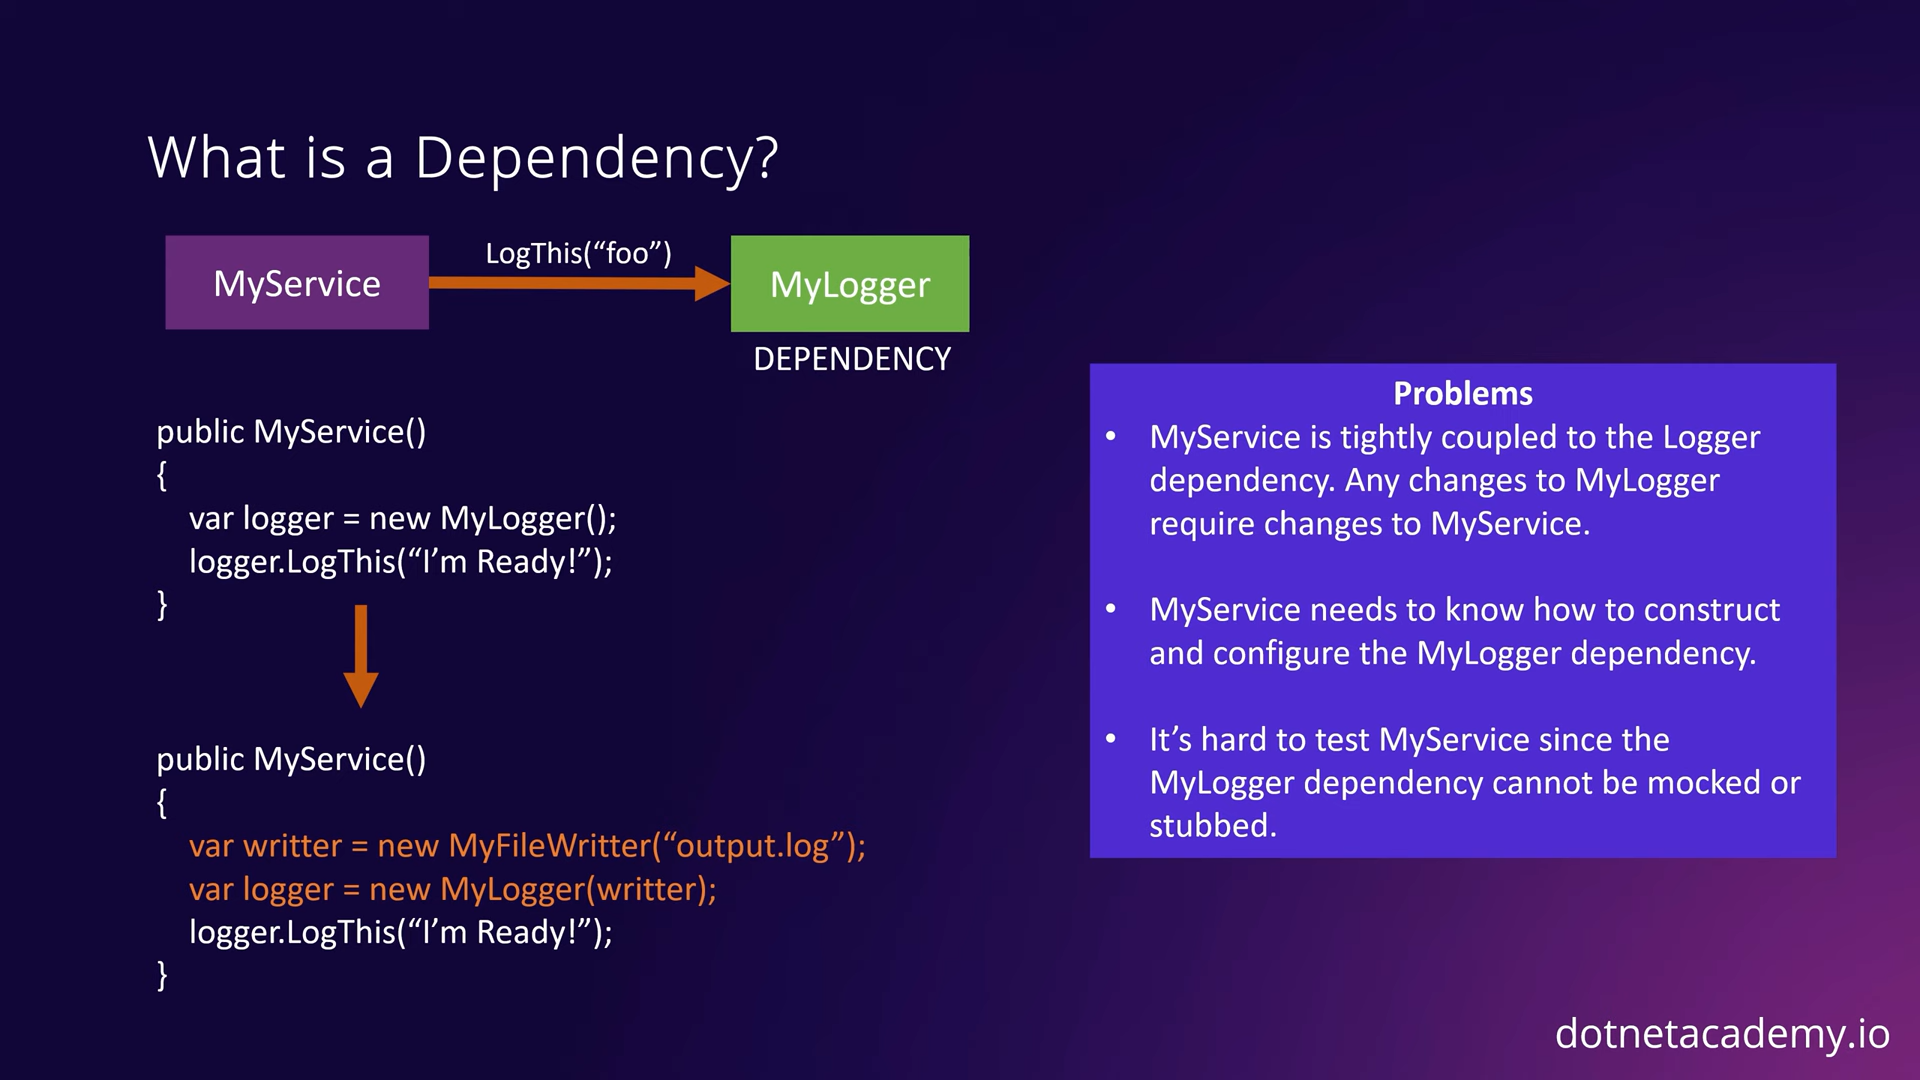 What is a Dependency?
MyService
LogThis(“foo”)
MyLogger
DEPENDENCY
public MyService()
{
var logger = new MyLogger();
logger.LogThis(“I’m Ready!”);
}
public MyService()
{
var writter = new MyFileWritter(“output.log”);
var logger = new MyLogger(writter);
logger.LogThis(“I’m Ready!”);
}
Problems
• MyService is tightly coupled to the Logger
dependency. Any changes to MyLogger
require changes to MyService.
• MyService needs to know how to construct
and configure the MyLogger dependency.
• It’s hard to test MyService since the
MyLogger dependency cannot be mocked or
stubbed.
dotnetacademy.io